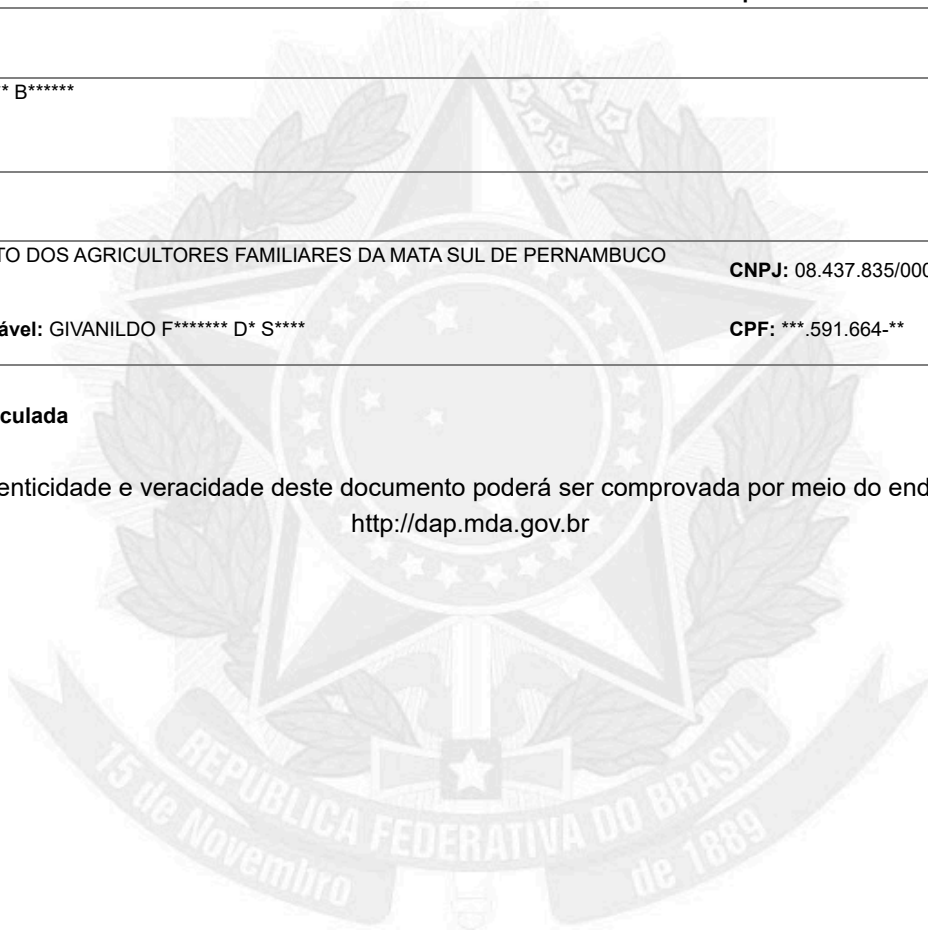 ** B******
TO DOS AGRICULTORES FAMILIARES DA MATA SUL DE PERNAMBUCO
CNPJ: 08.437.835/000
ável: GIVANILDO F******* D* S****
CPF: ***.591.664-**
culada
enticidade e veracidade deste documento poderá ser comprovada por meio do end
http://dap.mda.gov.br
REPÚBLICA FEDERATIVA DO BRASIL
15 de Novembro
de 1889